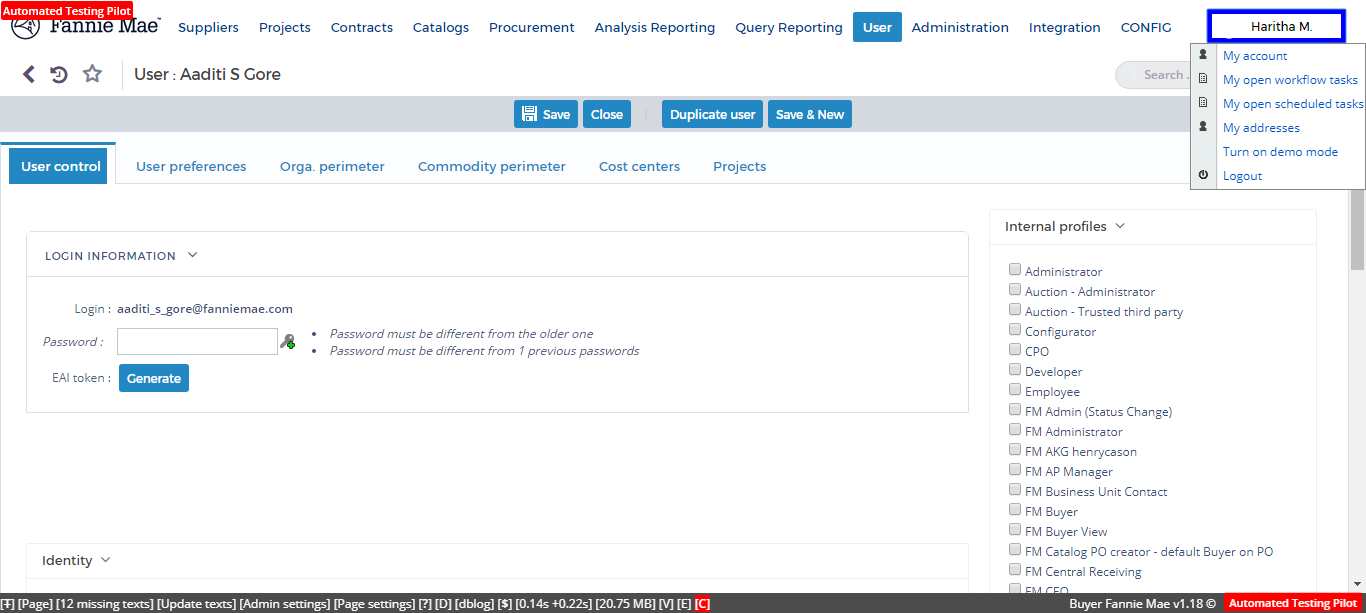 Automated Testing Pilot
Fannie Mae
Suppliers Projects Contracts Catalogs Procurement Analysis Reporting Query Reporting User Administration Integration CONFIG Haritha M.
My account
My open workflow tasks
My open scheduled tasks
My addresses
Turn on demo mode
Logout
User : Aaditi S Gore
Search .
Save Close Duplicate user Save & New
User control User preferences Orga. perimeter Commodity perimeter Cost centers Projects
LOGIN INFORMATION
Login : aaditi_s_gore@fanniemae.com
Password :
• Password must be different from the older one
• Password must be different from 1 previous passwords
EAI token : Generate
Identity
Internal profiles
Administrator
Auction - Administrator
Auction - Trusted third party
Configurator
CPO
Developer
Employee
FM Admin (Status Change)
FM Administrator
FM AKG henrycason
FM AP Manager
FM Business Unit Contact
FM Buyer
FM Buyer View
FM Catalog PO creator - default Buyer on PO
FM Central Receiving
FM CFO
[Ŧ] [Page] [12 missing texts] [Update texts] [Admin settings] [Page settings] [?] [D] [dblog] [$] [0.14s +0.22s] [20.75 MB] [V] [E] [C] Buyer Fannie Mae v1.18 © Automated Testing Pilot